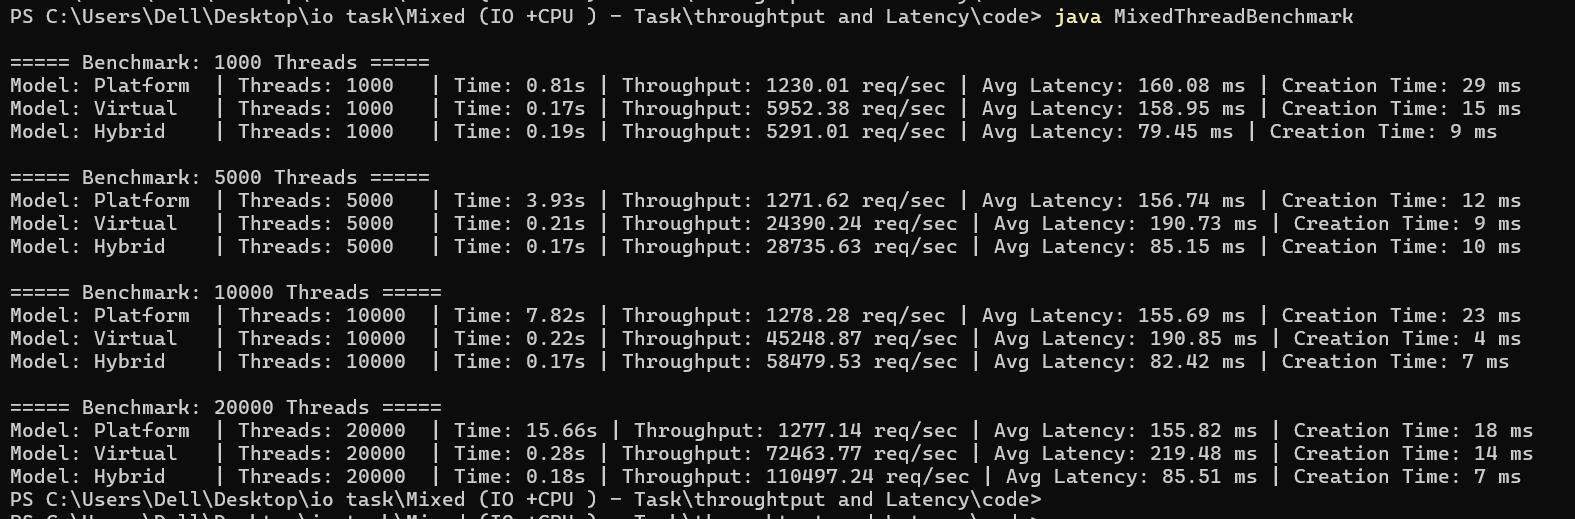 PS C:\Users\Dell\Desktop\io task\Mixed (IO +CPU ) - Task\throughtput and Latency\code> java MixedThreadBenchmark
===== Benchmark: 1000 Threads =====
Model: Platform  | Threads: 1000   | Time: 0.81s | Throughput: 1230.01 req/sec | Avg Latency: 160.08 ms | Creation Time: 29 ms
Model: Virtual   | Threads: 1000   | Time: 0.17s | Throughput: 5952.38 req/sec | Avg Latency: 158.95 ms | Creation Time: 15 ms
Model: Hybrid    | Threads: 1000   | Time: 0.19s | Throughput: 5291.01 req/sec | Avg Latency: 79.45 ms | Creation Time: 9 ms
===== Benchmark: 5000 Threads =====
Model: Platform  | Threads: 5000   | Time: 3.93s | Throughput: 1271.62 req/sec | Avg Latency: 156.74 ms | Creation Time: 12 ms
Model: Virtual   | Threads: 5000   | Time: 0.21s | Throughput: 24390.24 req/sec | Avg Latency: 190.73 ms | Creation Time: 9 ms
Model: Hybrid    | Threads: 5000   | Time: 0.17s | Throughput: 28735.63 req/sec | Avg Latency: 85.15 ms | Creation Time: 10 ms
===== Benchmark: 10000 Threads =====
Model: Platform  | Threads: 10000  | Time: 7.82s | Throughput: 1278.28 req/sec | Avg Latency: 155.69 ms | Creation Time: 23 ms
Model: Virtual   | Threads: 10000  | Time: 0.22s | Throughput: 45248.87 req/sec | Avg Latency: 190.85 ms | Creation Time: 4 ms
Model: Hybrid    | Threads: 10000  | Time: 0.17s | Throughput: 58479.53 req/sec | Avg Latency: 82.42 ms | Creation Time: 7 ms
===== Benchmark: 20000 Threads =====
Model: Platform  | Threads: 20000  | Time: 15.66s | Throughput: 1277.14 req/sec | Avg Latency: 155.82 ms | Creation Time: 18 ms
Model: Virtual   | Threads: 20000  | Time: 0.28s | Throughput: 72463.77 req/sec | Avg Latency: 219.48 ms | Creation Time: 14 ms
Model: Hybrid    | Threads: 20000  | Time: 0.18s | Throughput: 110497.24 req/sec | Avg Latency: 85.51 ms | Creation Time: 7 ms
PS C:\Users\Dell\Desktop\io task\Mixed (IO +CPU ) - Task\throughtput and Latency\code>